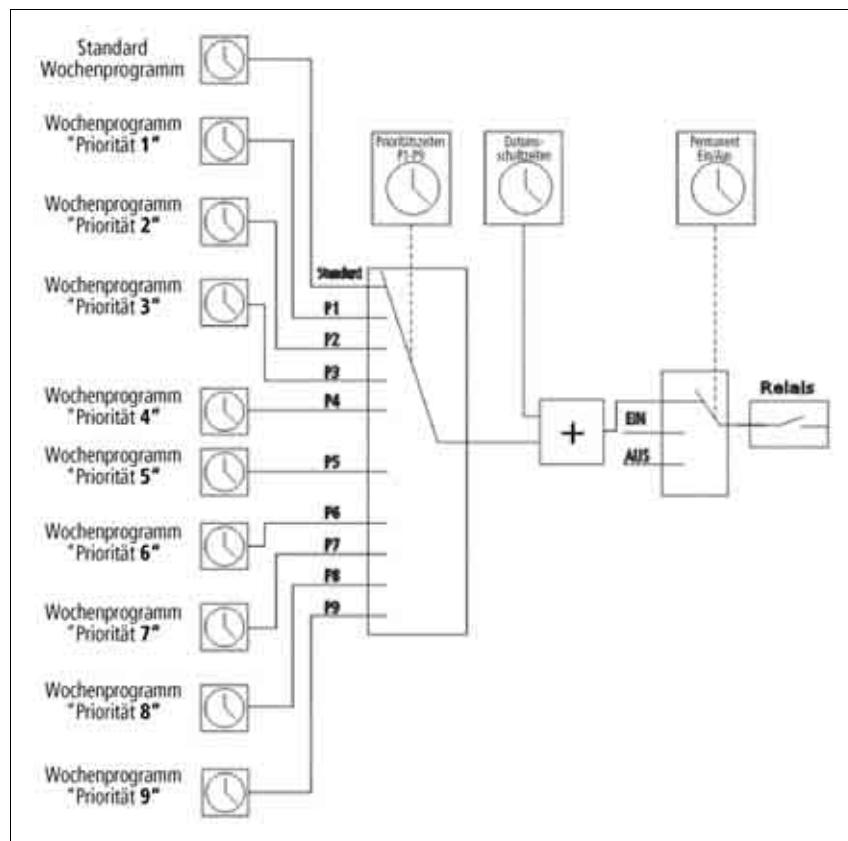 Standard
Wochenprogramm
Wochenprogramm
"Priorität 1"
Wochenprogramm
"Priorität 2"
Wochenprogramm
"Priorität 3"
Wochenprogramm
"Priorität 4"
Wochenprogramm
"Priorität 5"
Wochenprogramm
"Priorität 6"
Wochenprogramm
"Priorität 7"
Wochenprogramm
"Priorität 8"
Wochenprogramm
"Priorität 9"
Prioritätszeiten
P1-P9
Datums-
schaltzeiten
Permanent
Ein/Aus
Standard
P1
P2
P3
P4
P5
P6
P7
P8
P9
+
EIN
AUS
Relais